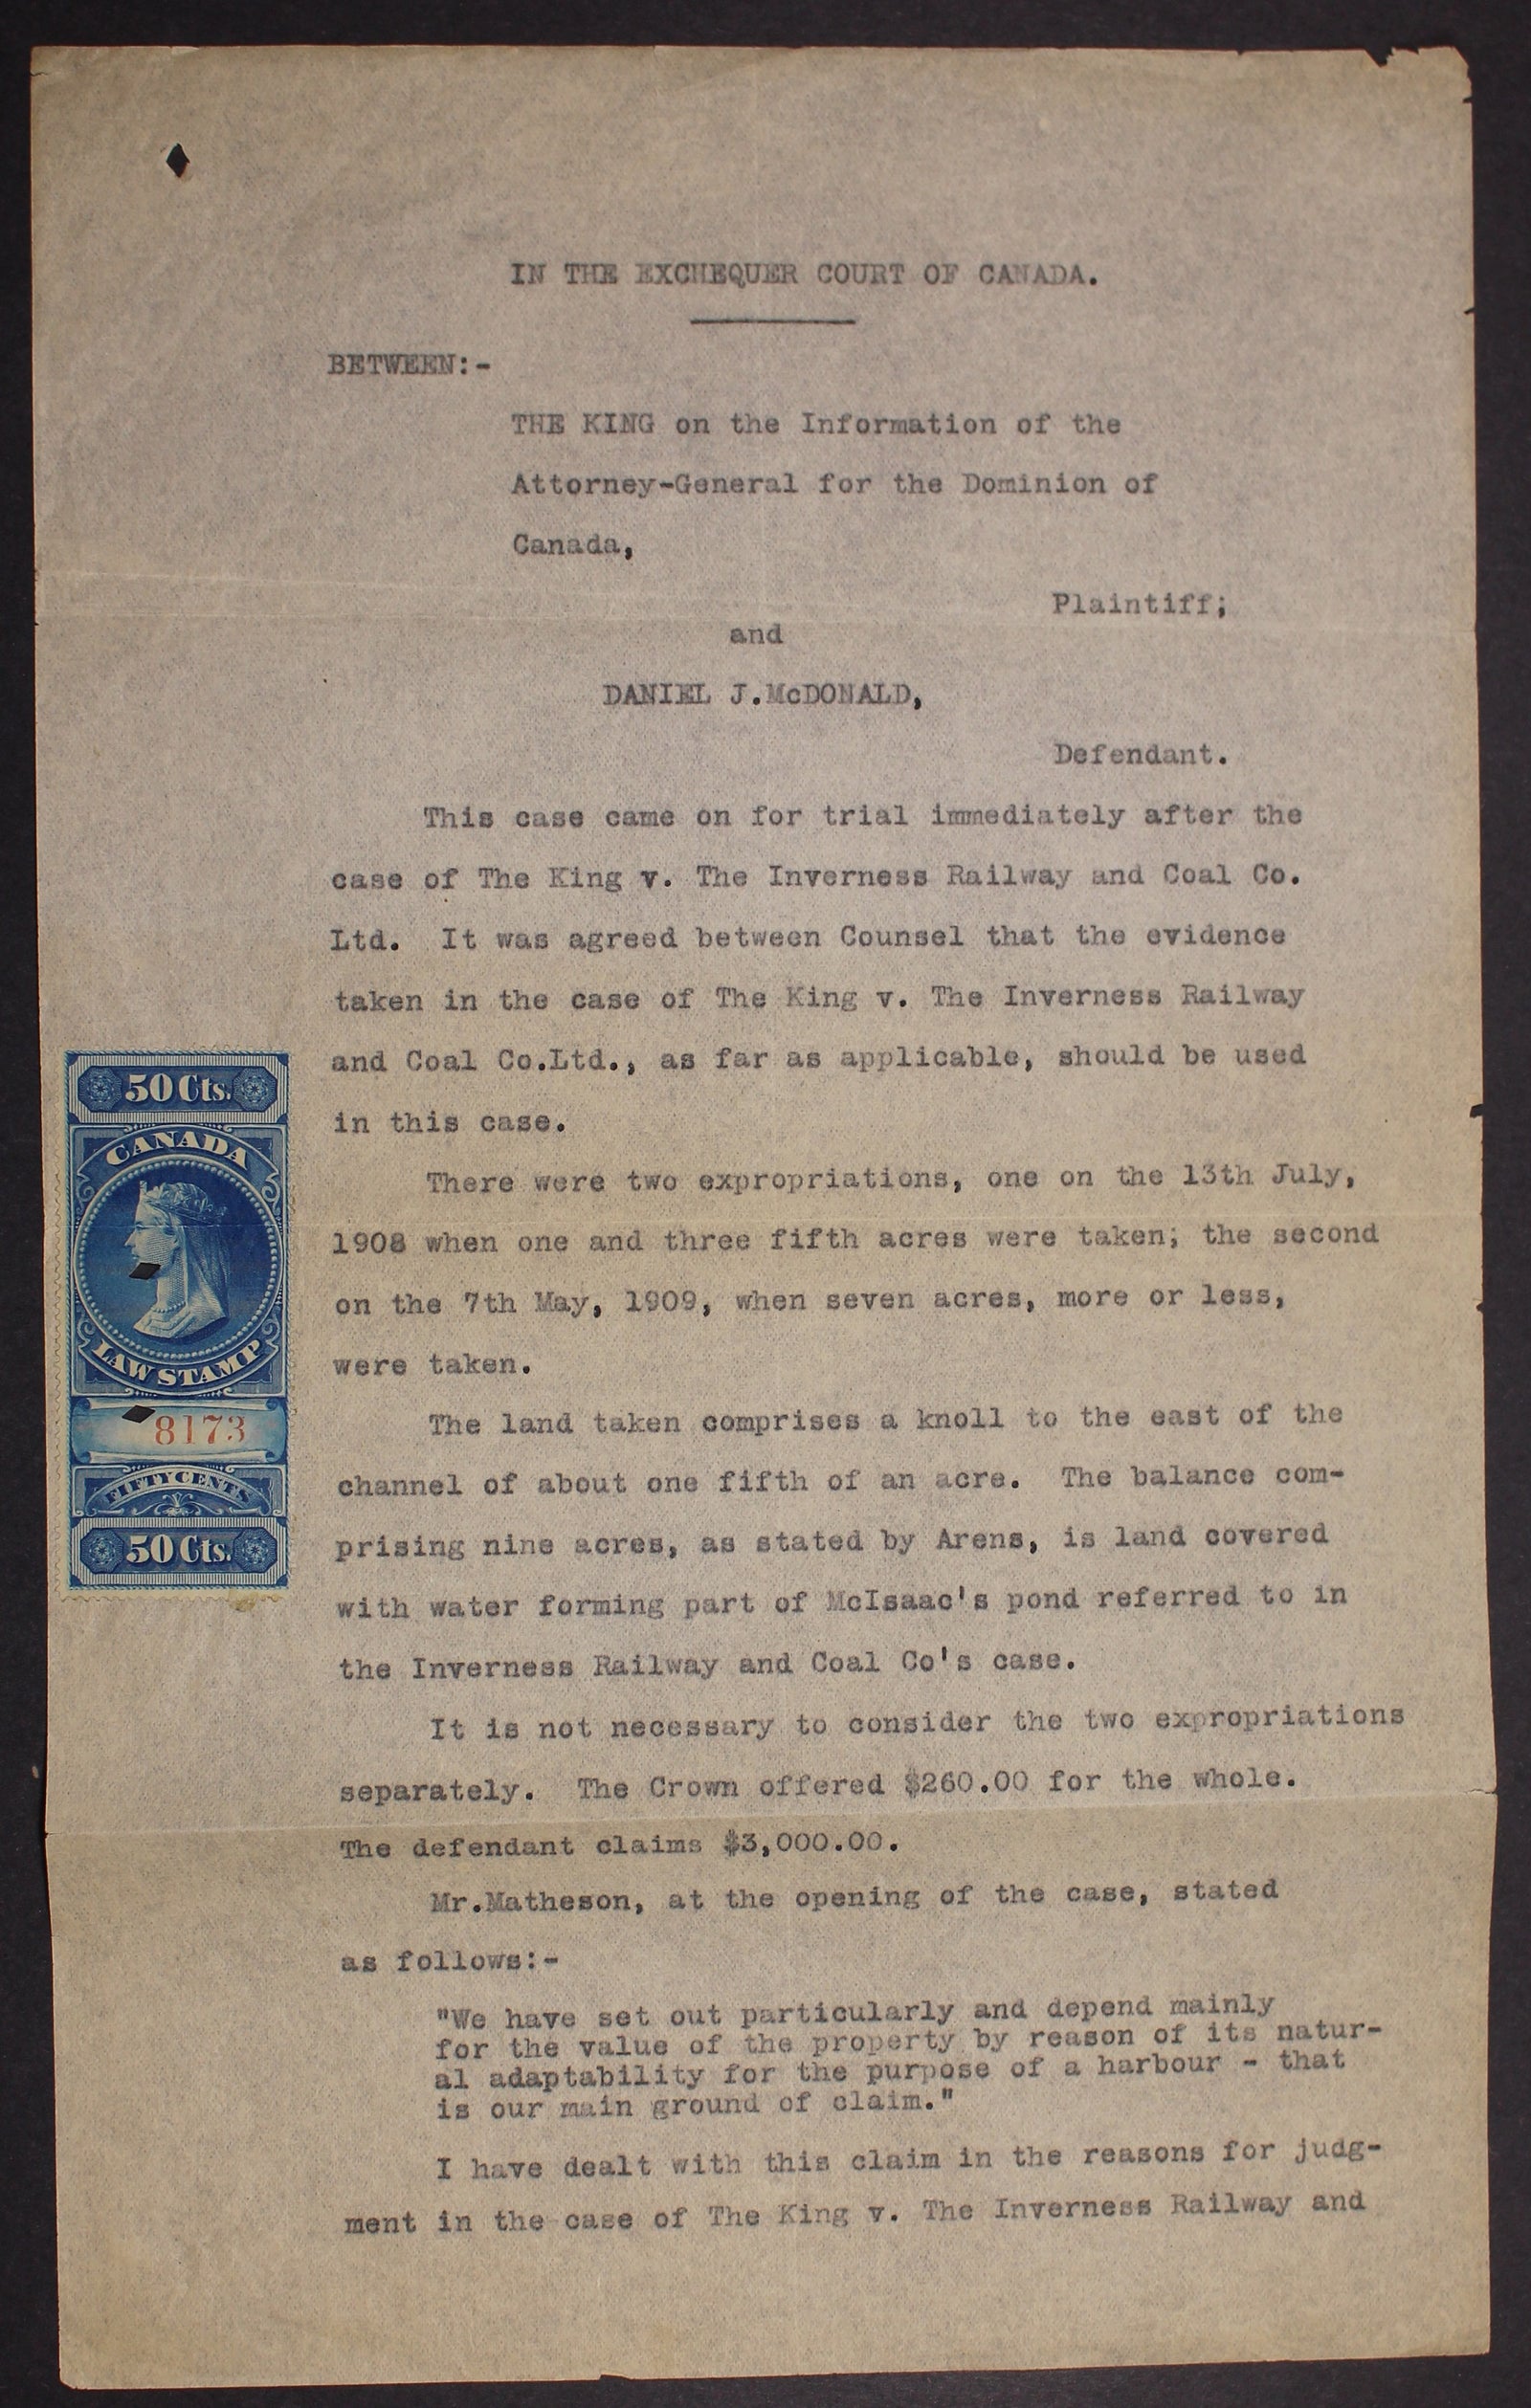 IN THE EXCHEQUER COURT OF CANADA.
BETWEEN:-
THE KING on the Information of the
Attorney-General for the Dominion of
Canada,
Plaintiff;
and
DANIEL J.McDONALD,
Defendant.
This case came on for trial immediately after the
case of The King v. The Inverness Railway and Coal Co.
Ltd. It was agreed between Counsel that the evidence
taken in the case of The King v. The Inverness Railway
and Coal Co.Ltd., as far as applicable, should be used
in this case.
There were two expropriations, one on the 13th July,
1908 when one and three fifth acres were taken; the second
on the 7th May, 1909, when seven acres, more or less,
were taken.
The land taken comprises a knoll to the east of the
channel of about one fifth of an acre. The balance com-
prising nine acres, as stated by Arens, is land covered
with water forming part of McIsaac's pond referred to in
the Inverness Railway and Coal Co's case.
It is not necessary to consider the two expropriations
separately. The Crown offered $260.00 for the whole.
The defendant claims $3,000.00.
Mr.Matheson, at the opening of the case, stated
as follows:-
"We have set out particularly and depend mainly
for the value of the property by reason of its natur-
al adaptability for the purpose of a harbour - that
is our main ground of claim."
I have dealt with this claim in the reasons for judg-
ment in the case of The King v. The Inverness Railway and
50 Cts.
CANADA
LAW STAMP
8173
FIFTY CENTS
50 Cts.